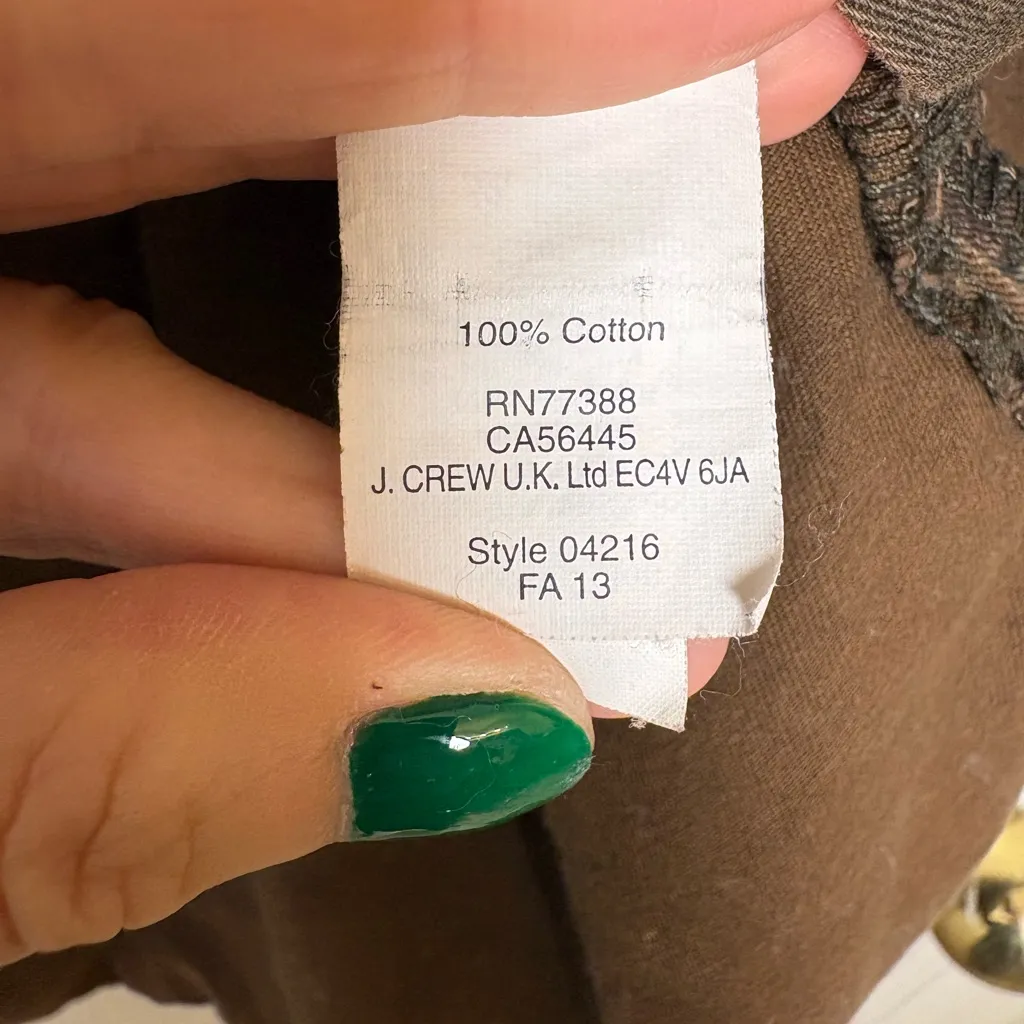 100% Cotton
RN77388
CA56445
J. CREW U.K. Ltd EC4V 6JA
Style 04216
FA 13